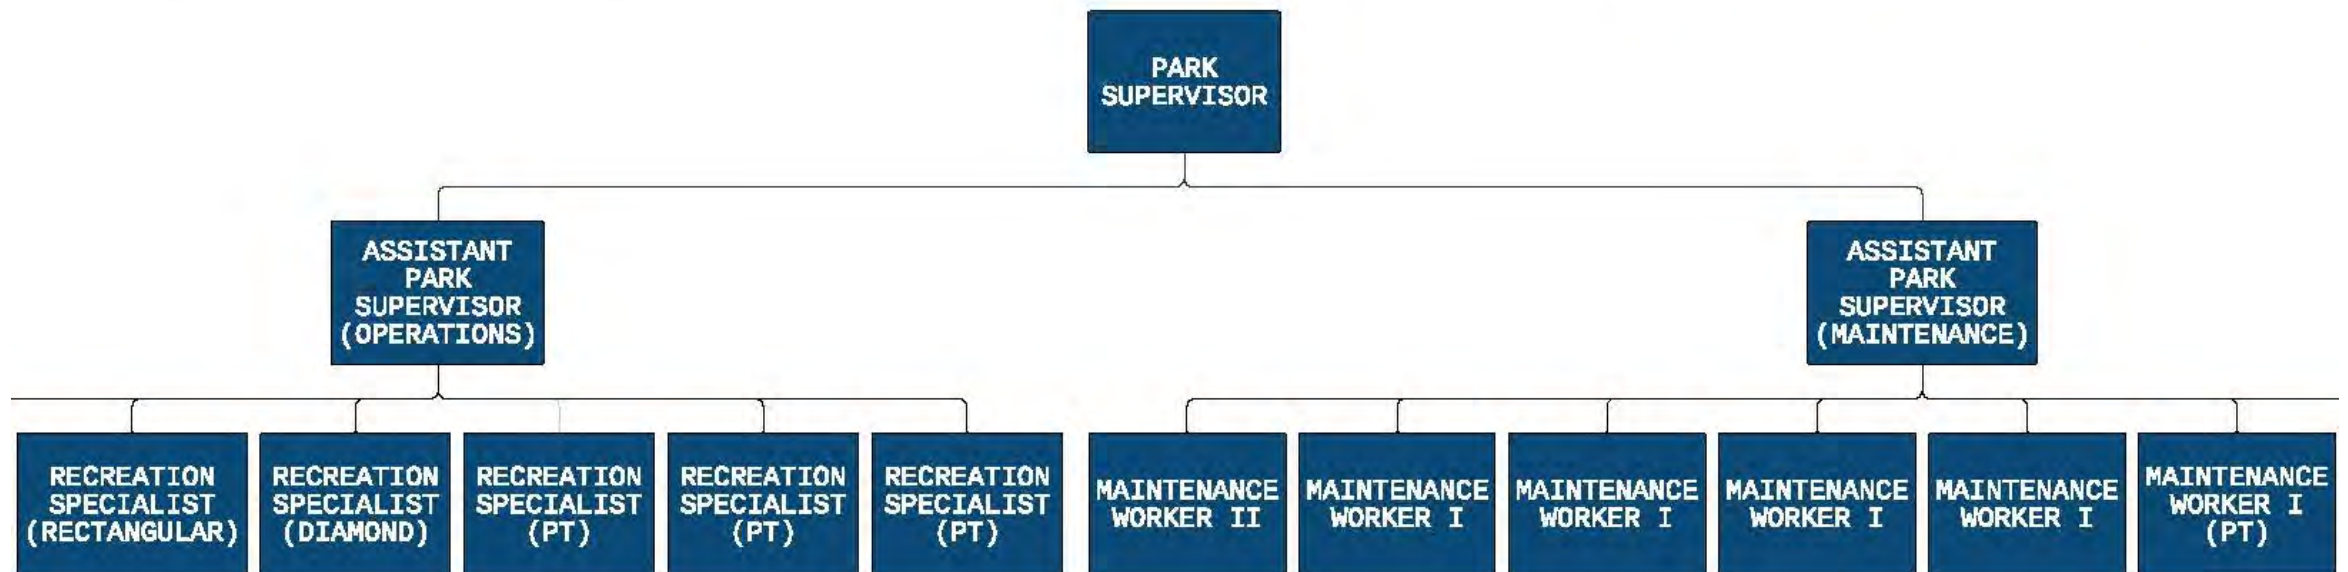 PARK
SUPERVISOR
ASSISTANT
PARK
SUPERVISOR
(OPERATIONS)
ASSISTANT
PARK
SUPERVISOR
(MAINTENANCE)
RECREATION
SPECIALIST
(RECTANGULAR)
RECREATION
SPECIALIST
(DIAMOND)
RECREATION
SPECIALIST
(PT)
RECREATION
SPECIALIST
(PT)
RECREATION
SPECIALIST
(PT)
MAINTENANCE
WORKER II
MAINTENANCE
WORKER I
MAINTENANCE
WORKER I
MAINTENANCE
WORKER I
MAINTENANCE
WORKER I
MAINTENANCE
WORKER I
(PT)